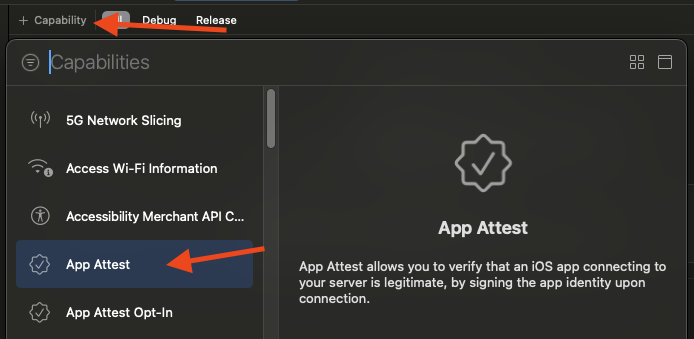 + Capability
Debug
Release
Capabilities
5G Network Slicing
Access Wi-Fi Information
Accessibility Merchant API C...
App Attest
App Attest Opt-In
App Attest
App Attest allows you to verify that an iOS app connecting to
your server is legitimate, by signing the app identity upon
connection.